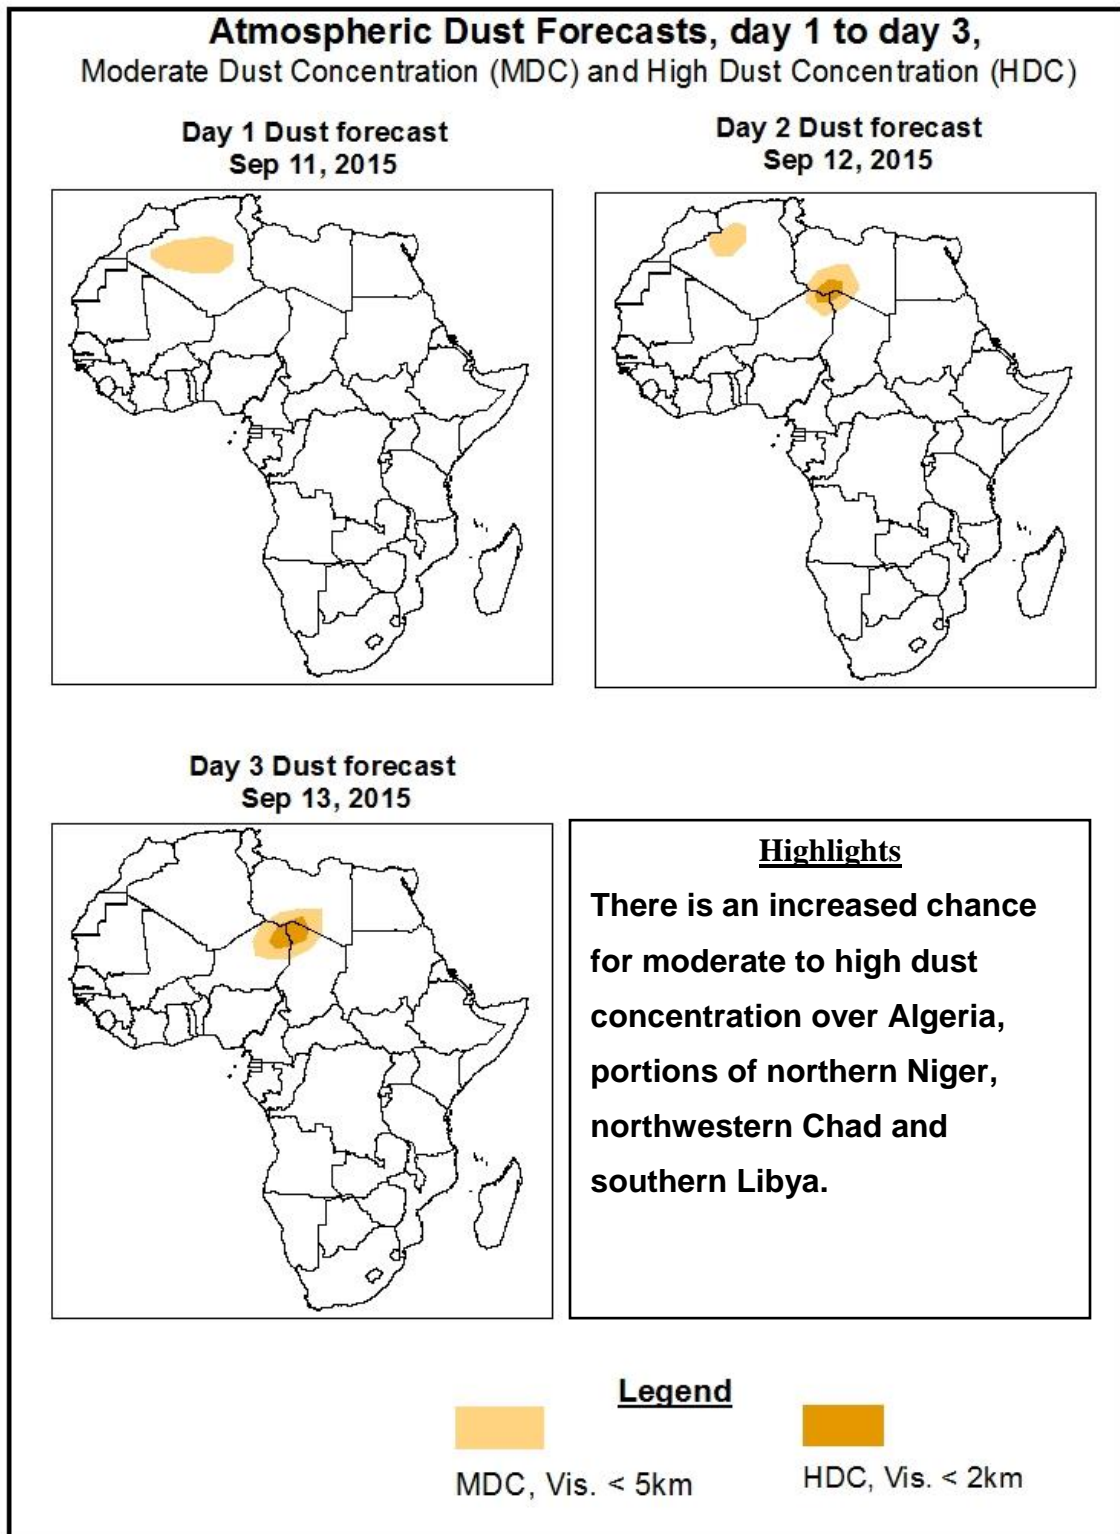 Atmospheric Dust Forecasts, day 1 to day 3,
Moderate Dust Concentration (MDC) and High Dust Concentration (HDC)
Day 1 Dust forecast
Sep 11, 2015
Day 2 Dust forecast
Sep 12, 2015
Day 3 Dust forecast
Sep 13, 2015
Highlights
There is an increased chance
for moderate to high dust
concentration over Algeria,
portions of northern Niger,
northwestern Chad and
southern Libya.
Legend
MDC, Vis. < 5km
HDC, Vis. < 2km